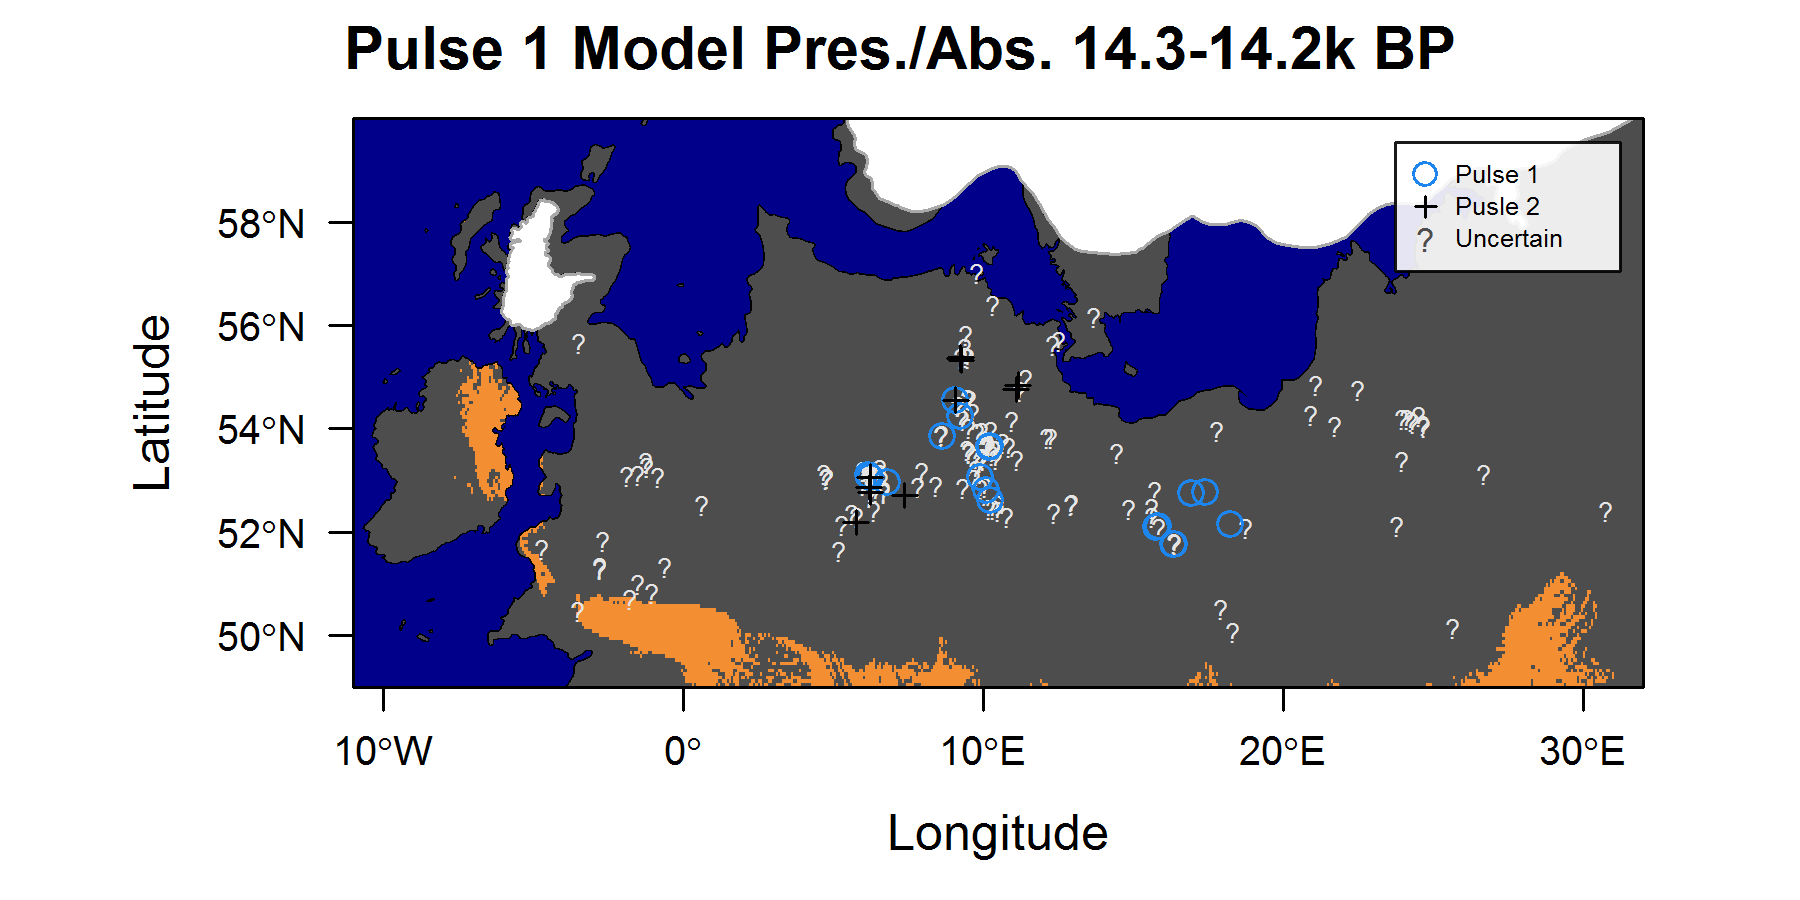 Pulse 1 Model Pres./Abs. 14.3-14.2k BP
Pulse 1
Pusle 2
? Uncertain
58°N
56°N
54°N
52°N
50°N
Latitude
10°W 0° 10°E 20°E 30°E
Longitude